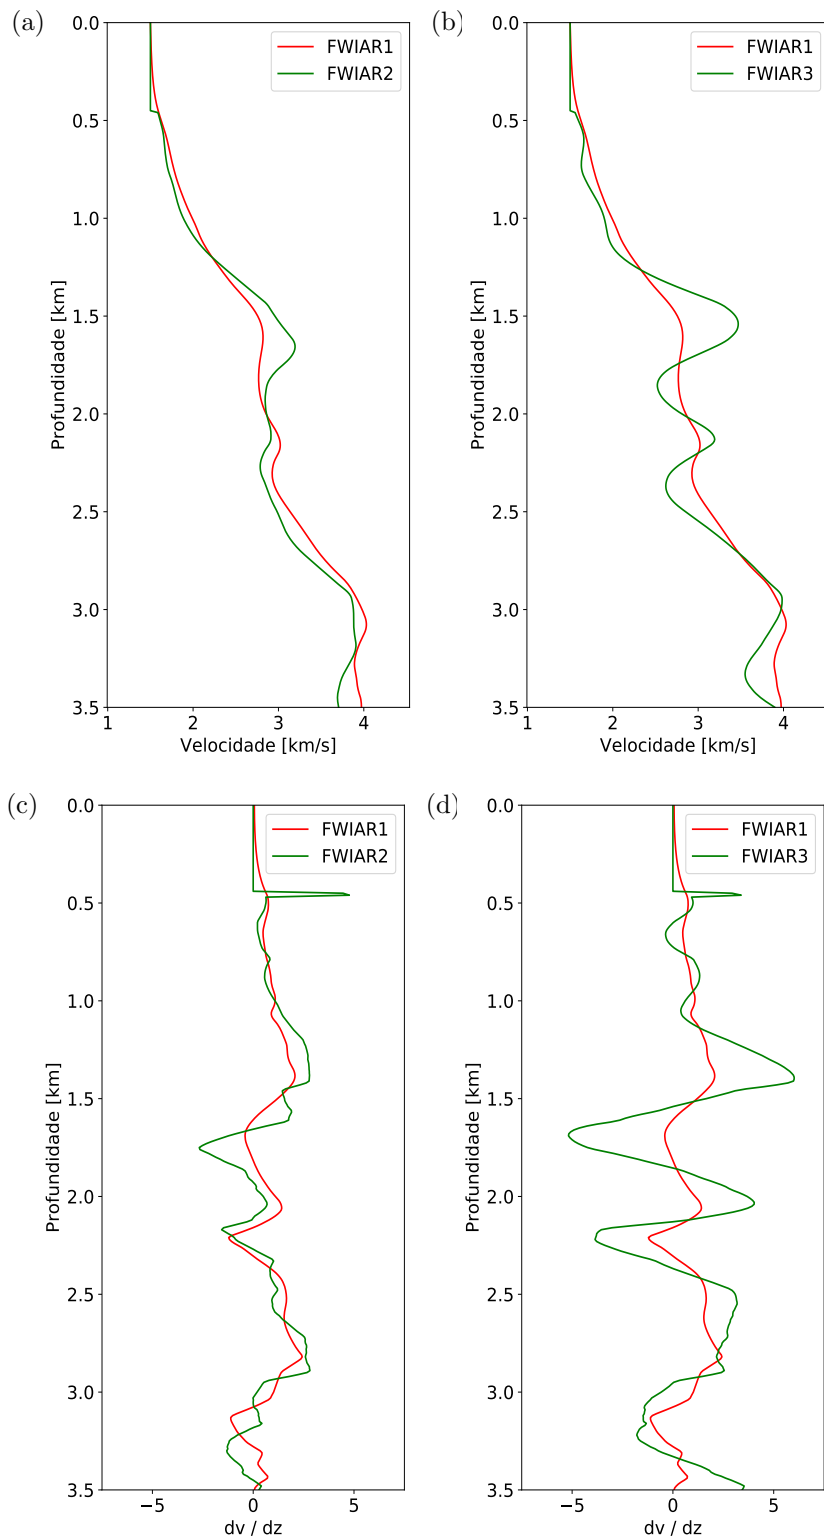 (a)
(b)
0.0
0.5
1.0
1.5
2.0
2.5
3.0
3.5
Profundidade [km]
1 2 3 4
Velocidade [km/s]
FWIAR1
FWIAR2
0.0
0.5
1.0
1.5
2.0
2.5
3.0
3.5
Profundidade [km]
1 2 3 4
Velocidade [km/s]
FWIAR1
FWIAR3
(c)
(d)
0.0
0.5
1.0
1.5
2.0
2.5
3.0
3.5
Profundidade [km]
−5 0 5
dv / dz
FWIAR1
FWIAR2
0.0
0.5
1.0
1.5
2.0
2.5
3.0
3.5
Profundidade [km]
−5 0 5
dv / dz
FWIAR1
FWIAR3